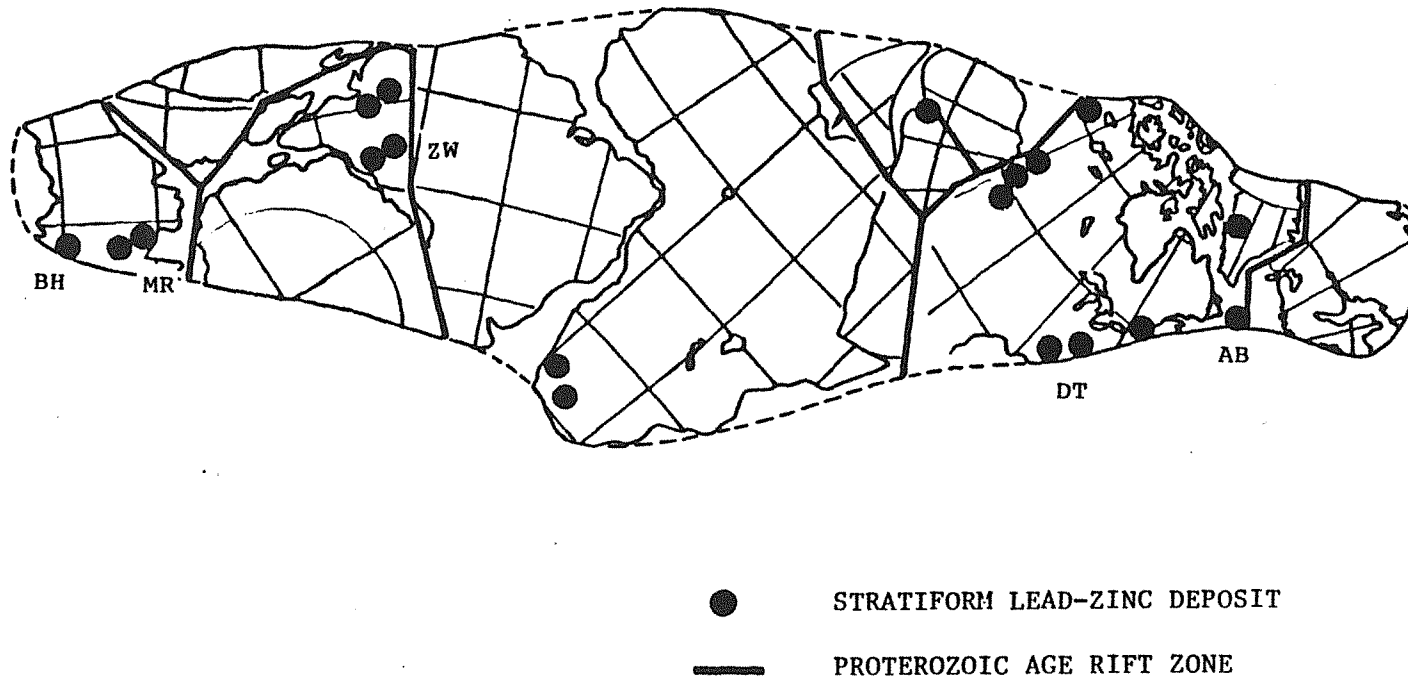 ZW
BH
MR
AB
DT
STRATIFORM LEAD-ZINC DEPOSIT
PROTEROZOIC AGE RIFT ZONE